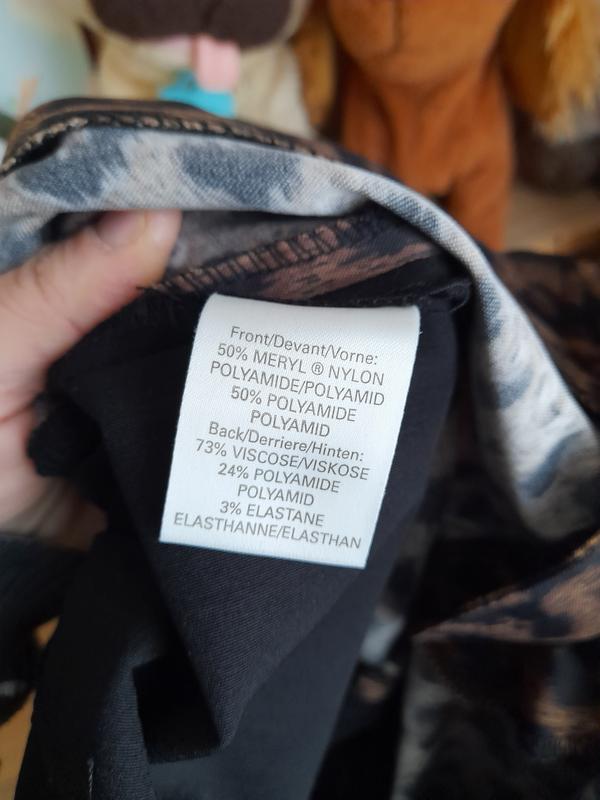 Front/Devant/Vorne:
50% MERYL ® NYLON
POLYAMIDE/POLYAMID
50% POLYAMIDE
POLYAMID
Back/Derriere/Hinten:
73% VISCOSE/VISKOSE
24% POLYAMIDE
POLYAMID
3% ELASTANE
ELASTHANNE/ELASTHAN